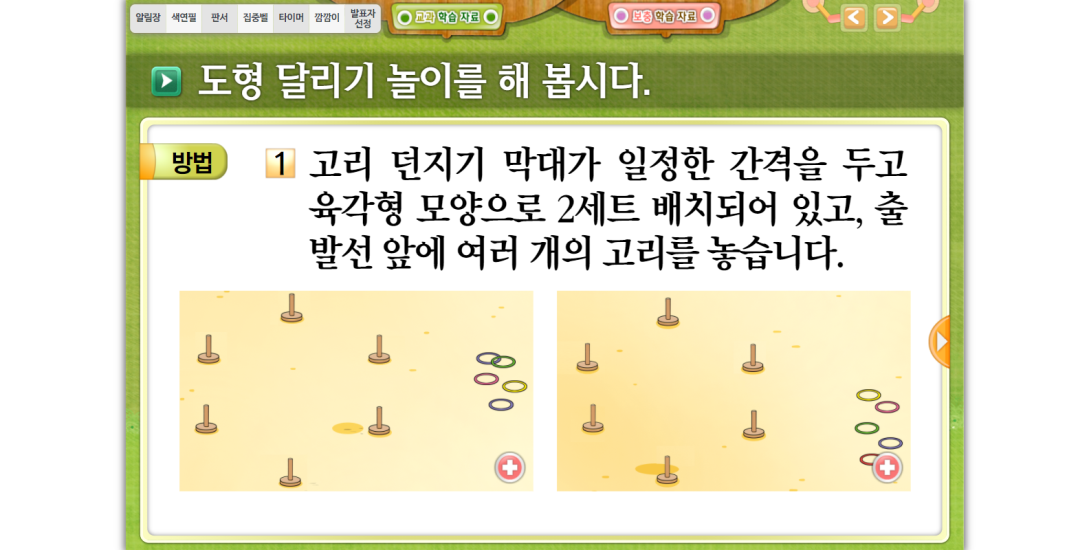 알림장 색연필 판서 집중벨 타이머 깜깜이 발표자 선정
교과 학습 자료
보충 학습 자료
도형 달리기 놀이를 해 봅시다.
방법
1 고리 던지기 막대가 일정한 간격을 두고
육각형 모양으로 2세트 배치되어 있고, 출
발선 앞에 여러 개의 고리를 놓습니다.